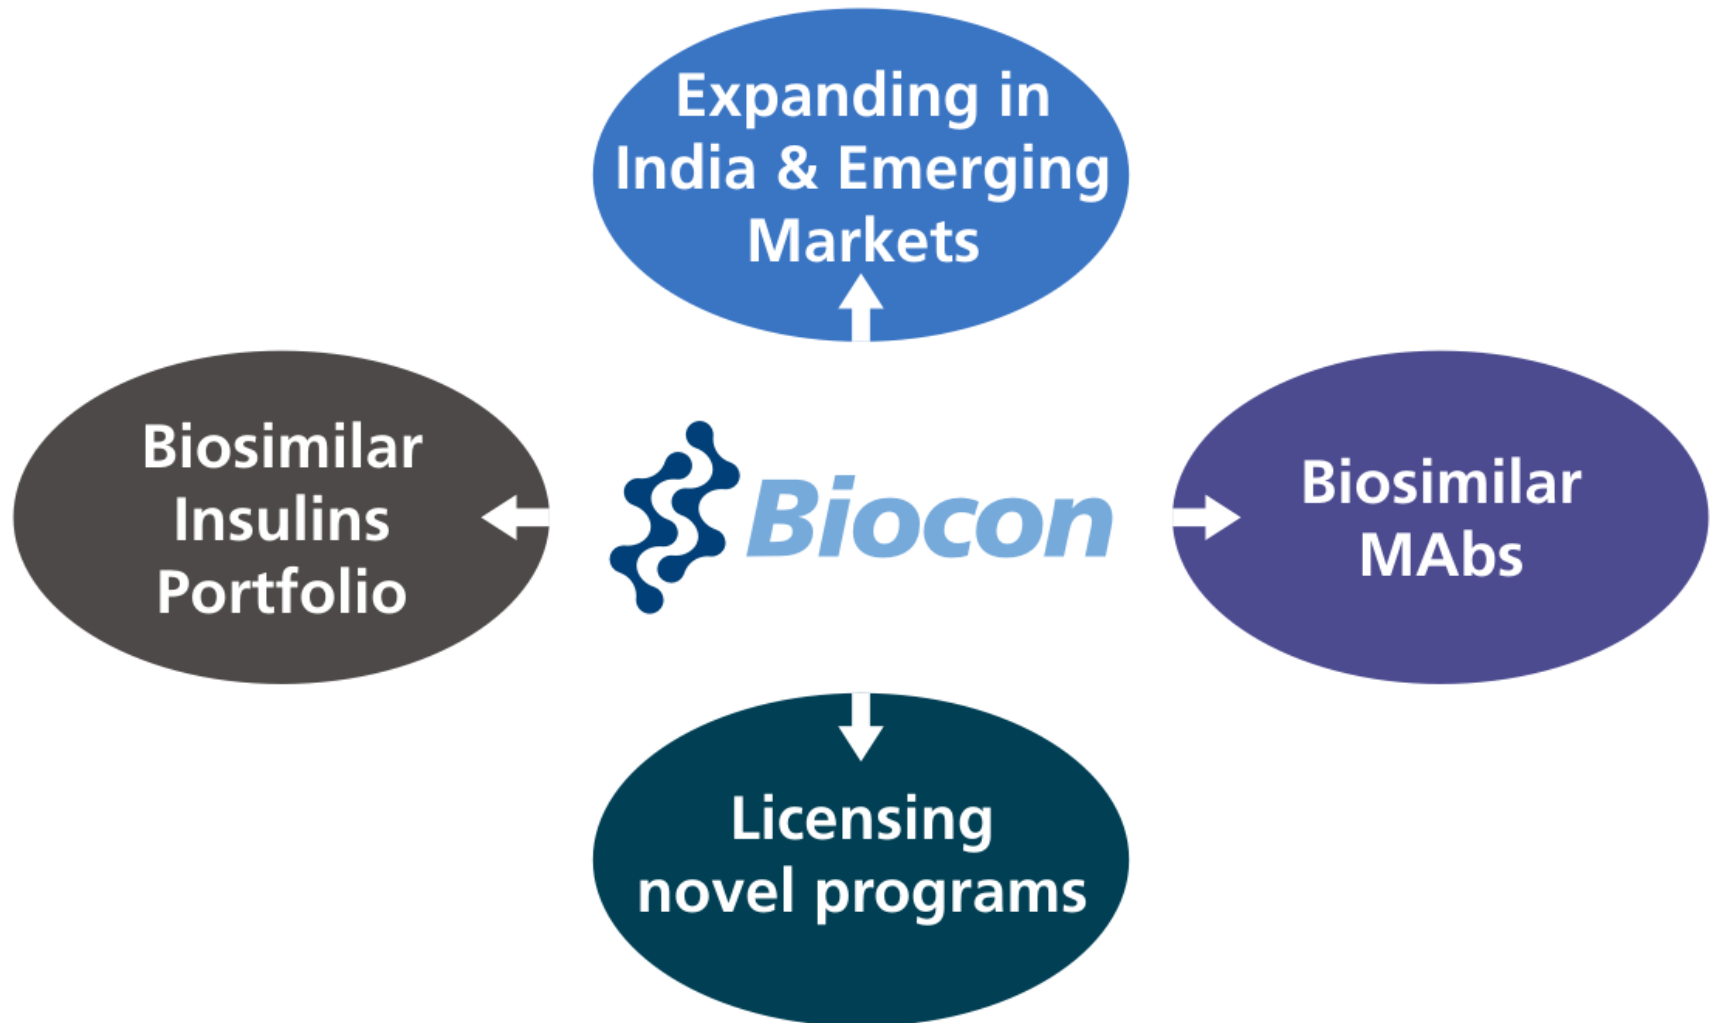 Expanding in
India & Emerging
Markets
Biosimilar
Insulins
Portfolio
Biocon
Biosimilar
MAbs
Licensing
novel programs